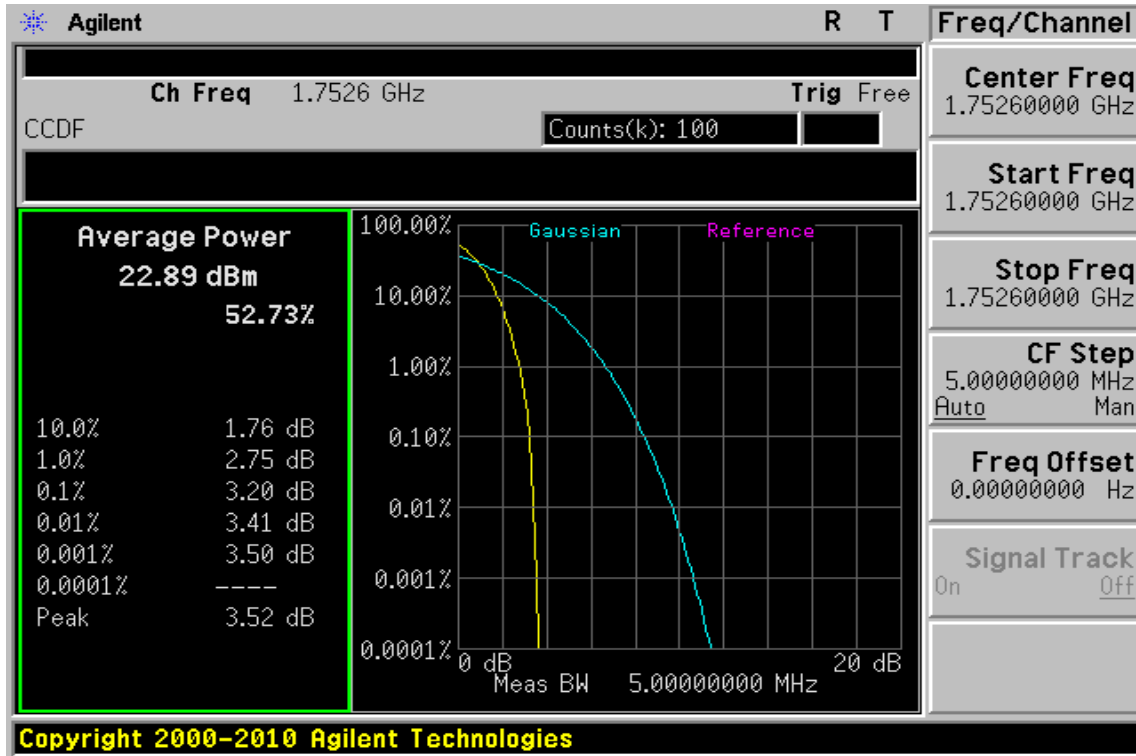 Agilent R T
Ch Freq 1.7526 GHz Trig Free
CCDF Counts(k): 100
Average Power
22.89 dBm
52.73%
10.0% 1.76 dB
1.0% 2.75 dB
0.1% 3.20 dB
0.01% 3.41 dB
0.001% 3.50 dB
0.0001% ----
Peak 3.52 dB
Gaussian Reference
100.00%
10.00%
1.00%
0.10%
0.01%
0.001%
0.0001%
0 dB 20 dB
Meas BW 5.00000000 MHz
Freq/Channel
Center Freq
1.75260000 GHz
Start Freq
1.75260000 GHz
Stop Freq
1.75260000 GHz
CF Step
5.00000000 MHz
Auto Man
Freq Offset
0.00000000 Hz
Signal Track
On Off
Copyright 2000-2010 Agilent Technologies